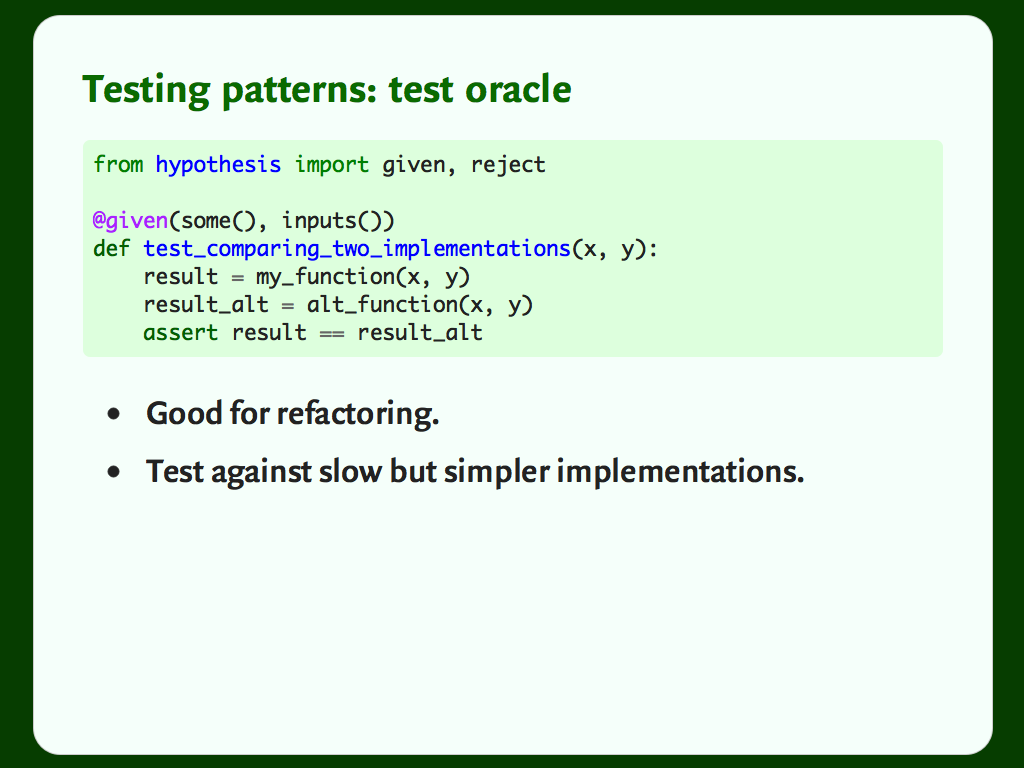 Testing patterns: test oracle
from hypothesis import given, reject
@given(some(), inputs())
def test_comparing_two_implementations(x, y):
    result = my_function(x, y)
    result_alt = alt_function(x, y)
    assert result == result_alt
• Good for refactoring.
• Test against slow but simpler implementations.